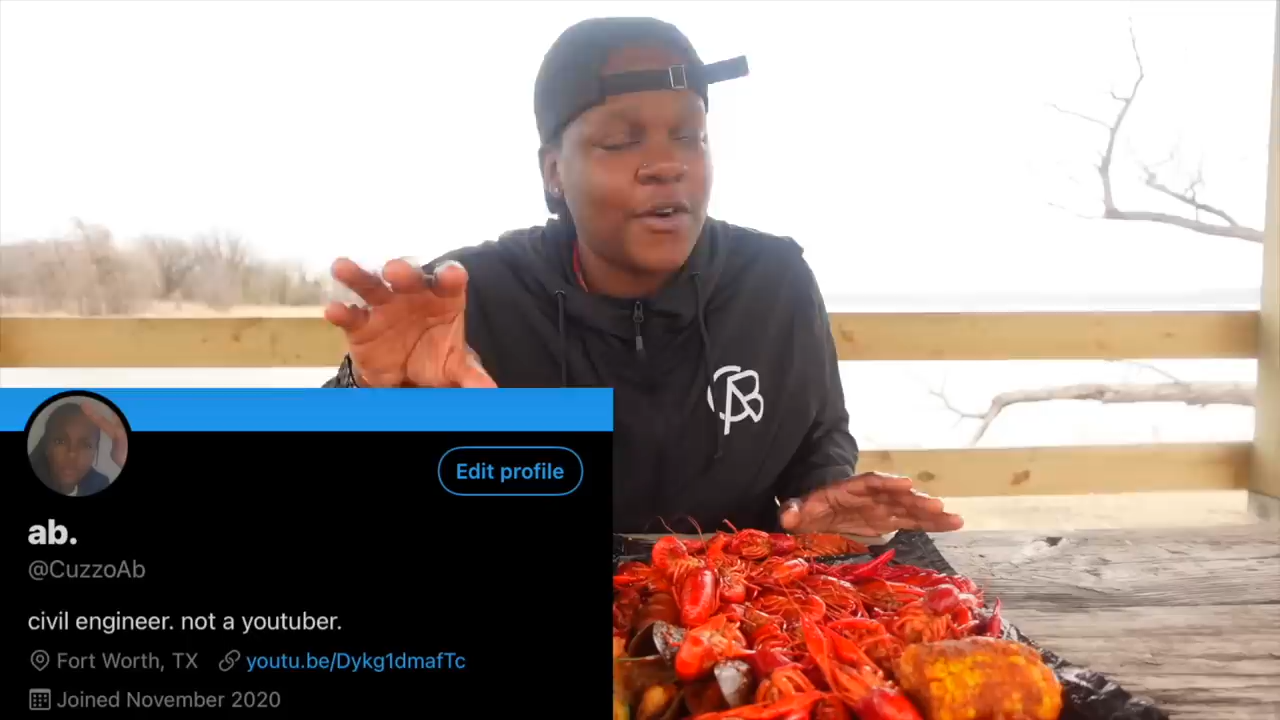 Edit profile
ab.
@CuzzoAb
civil engineer. not a youtuber.
Fort Worth, TX youtu.be/Dykg1dmafTc
Joined November 2020